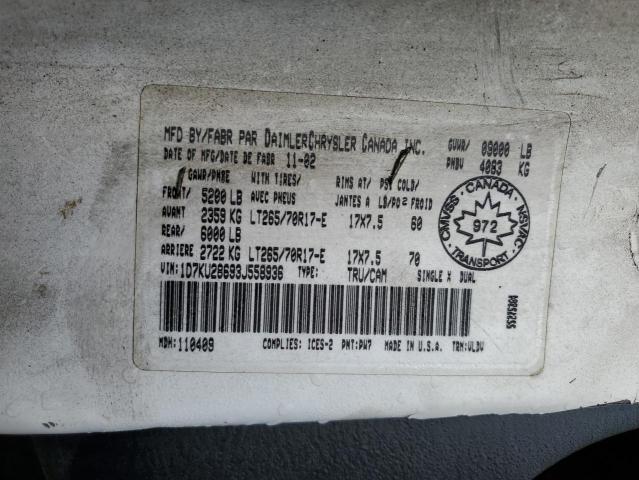 MFD BY/FABR PAR DAIMLERCHRYSLER CANADA INC.
DATE OF MFG/DATE DE FABR 11-02
GVWR/ 09000 LB
PNBV 4083 KG
GAWR/PNBE WITH TIRES/ RIMS AT/ PSI COLD/
FRONT/ 5200 LB AVEC PNEUS JANTES A LB/PO² FROID
AVANT 2359 KG LT265/70R17-E 17X7.5 60
REAR/ 6000 LB
ARRIERE 2722 KG LT265/70R17-E 17X7.5 70
VIN: 1D7KU28693J558936 TYPE: TRU/CAM SINGLE X DUAL
MDH: 110409 COMPLIES: ICES-2 PNT: PW7 MADE IN U.S.A. TRM: VLDV
CANADA
CMVSS NSVAC
972
TRANSPORT